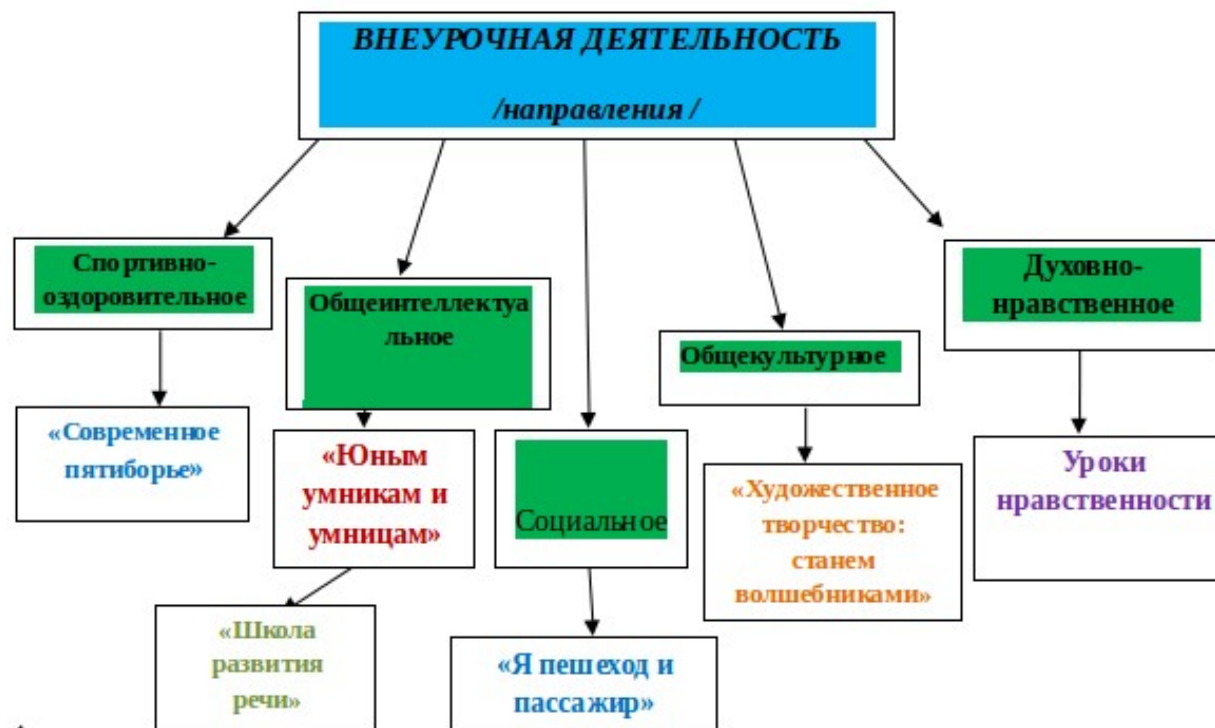 ВНЕУРОЧНАЯ ДЕЯТЕЛЬНОСТЬ
/направления /
Спортивно-
оздоровительное
Общеинтеллектуа
льное
Социальное
Общекультурное
Духовно-
нравственное
«Современное
пятиборье»
«Юным
умникам и
умницам»
«Школа
развития
речи»
«Я пешеход и
пассажир»
«Художественное
творчество:
станем
волшебниками»
Уроки
нравственности